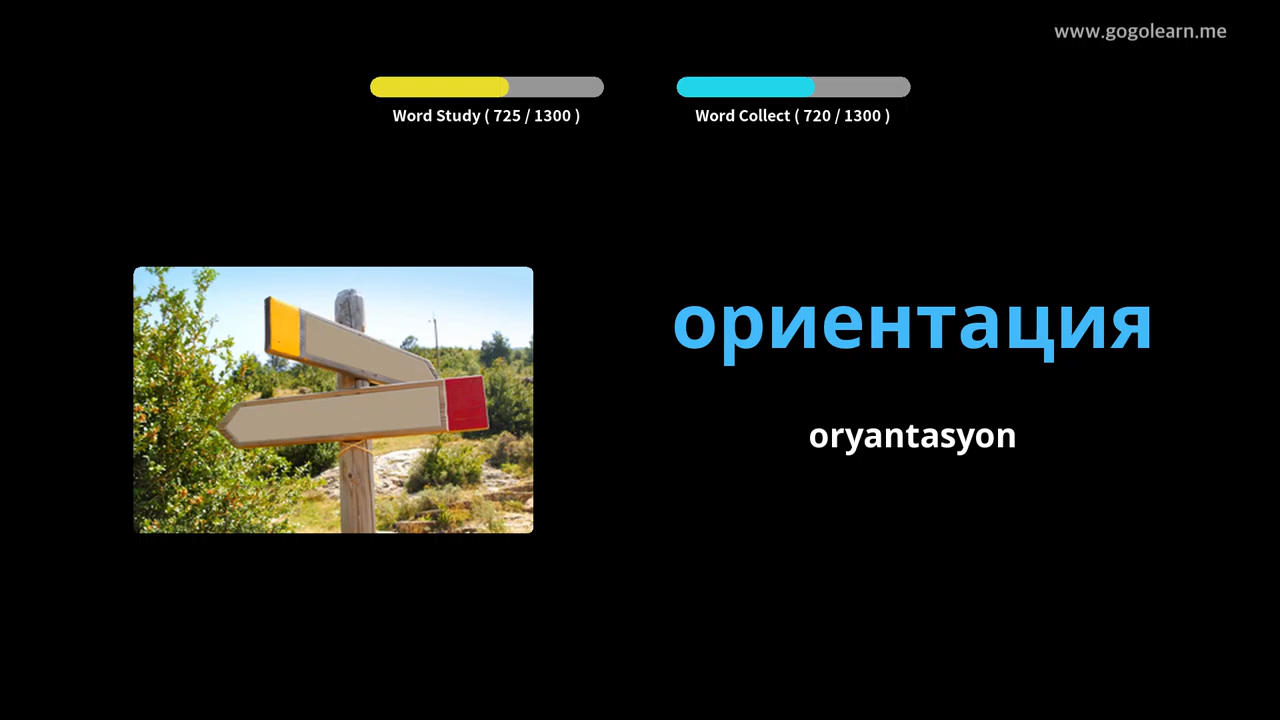 www.gogolearn.me
Word Study ( 725 / 1300 )
Word Collect ( 720 / 1300 )
ориентация
oryantasyon